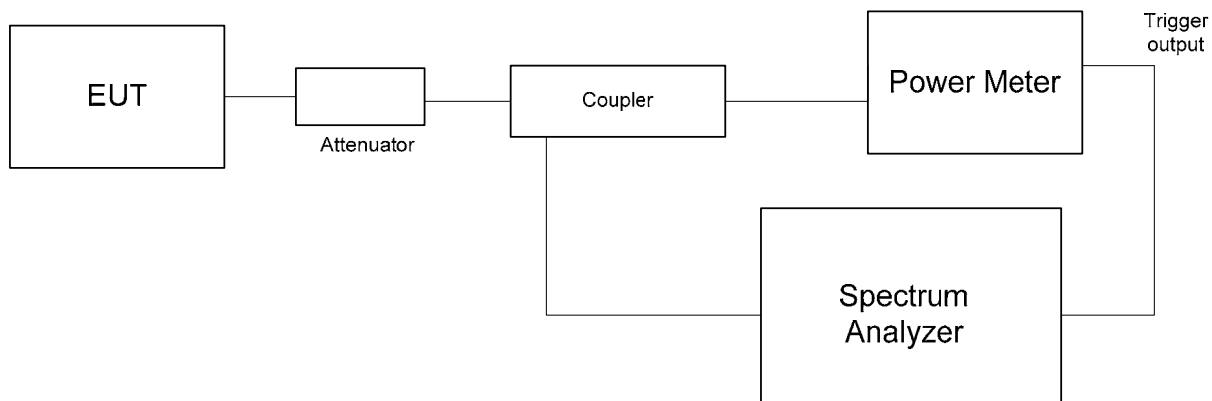 Trigger
output
EUT
Attenuator
Coupler
Power Meter
Spectrum
Analyzer